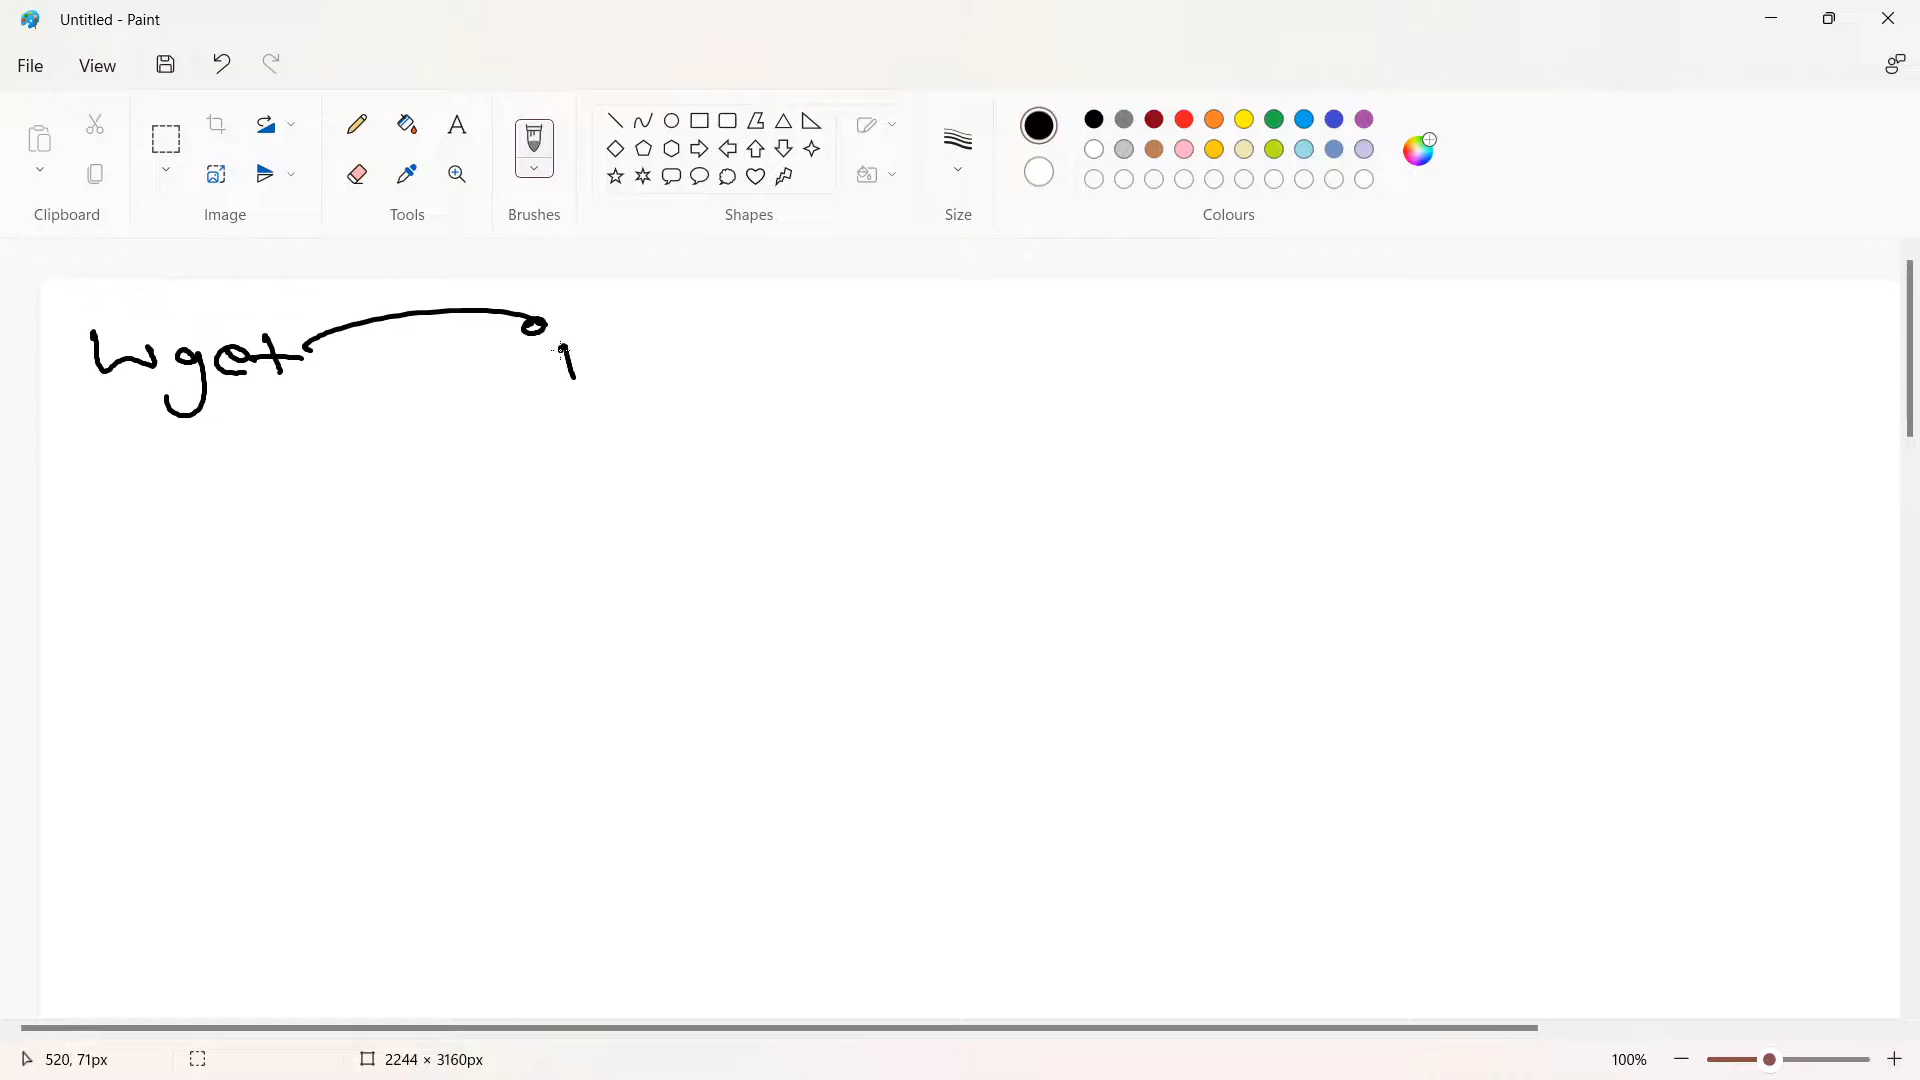 Untitled - Paint
File View
Clipboard Image Tools Brushes Shapes Size Colours
wget
520, 71px 2244 × 3160px 100%